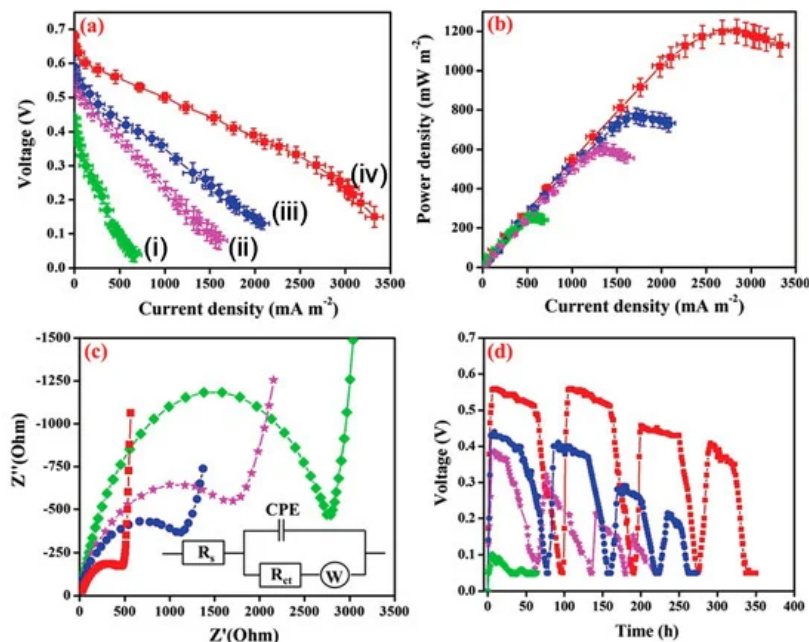 (a)
0.7
0.6
0.5
0.4
0.3
0.2
0.1
0.0
Voltage (V)
(i)
(ii)
(iii)
(iv)
0 500 1000 1500 2000 2500 3000 3500
Current density (mA m⁻²)
(b)
1200
1000
800
600
400
200
0
Power density (mW m⁻²)
0 500 1000 1500 2000 2500 3000 3500
Current density (mA m⁻²)
(c)
-1500
-1250
-1000
-750
-500
-250
0
Z''(Ohm)
CPE
Rs
Rct
W
0 500 1000 1500 2000 2500 3000 3500
Z'(Ohm)
(d)
0.7
0.6
0.5
0.4
0.3
0.2
0.1
0.0
Voltage (V)
0 50 100 150 200 250 300 350 400
Time (h)